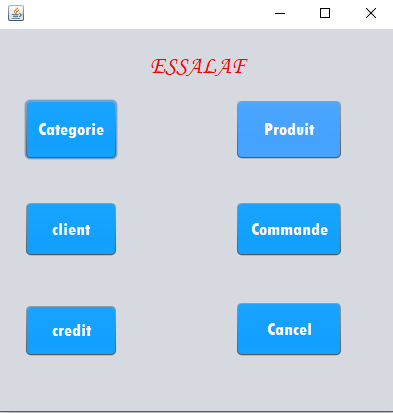 ESSALAF
Categorie
Produit
client
Commande
credit
Cancel